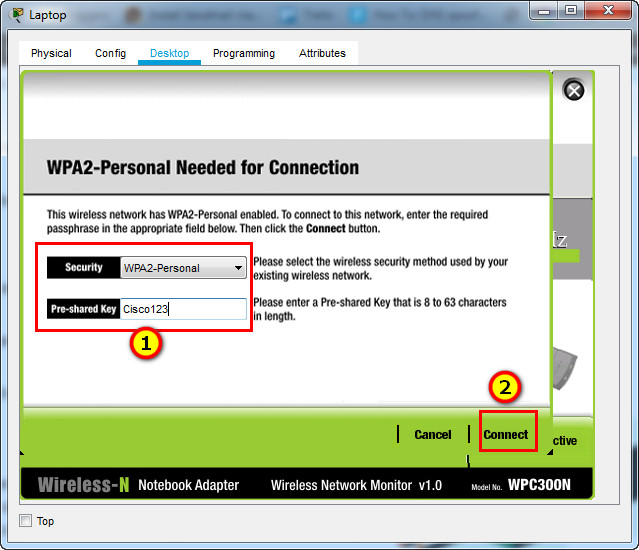 Laptop
Physical Config Desktop Programming Attributes
WPA2-Personal Needed for Connection
This wireless network has WPA2-Personal enabled. To connect to this network, enter the required
passphrase in the appropriate field below. Then click the Connect button.
Security WPA2-Personal Please select the wireless security method used by your
existing wireless network.
Pre-shared Key Cisco123 Please enter a Pre-shared Key that is 8 to 63 characters
in length.
1
2
Cancel Connect
Wireless-N Notebook Adapter Wireless Network Monitor v1.0 Model No. WPC300N
Top